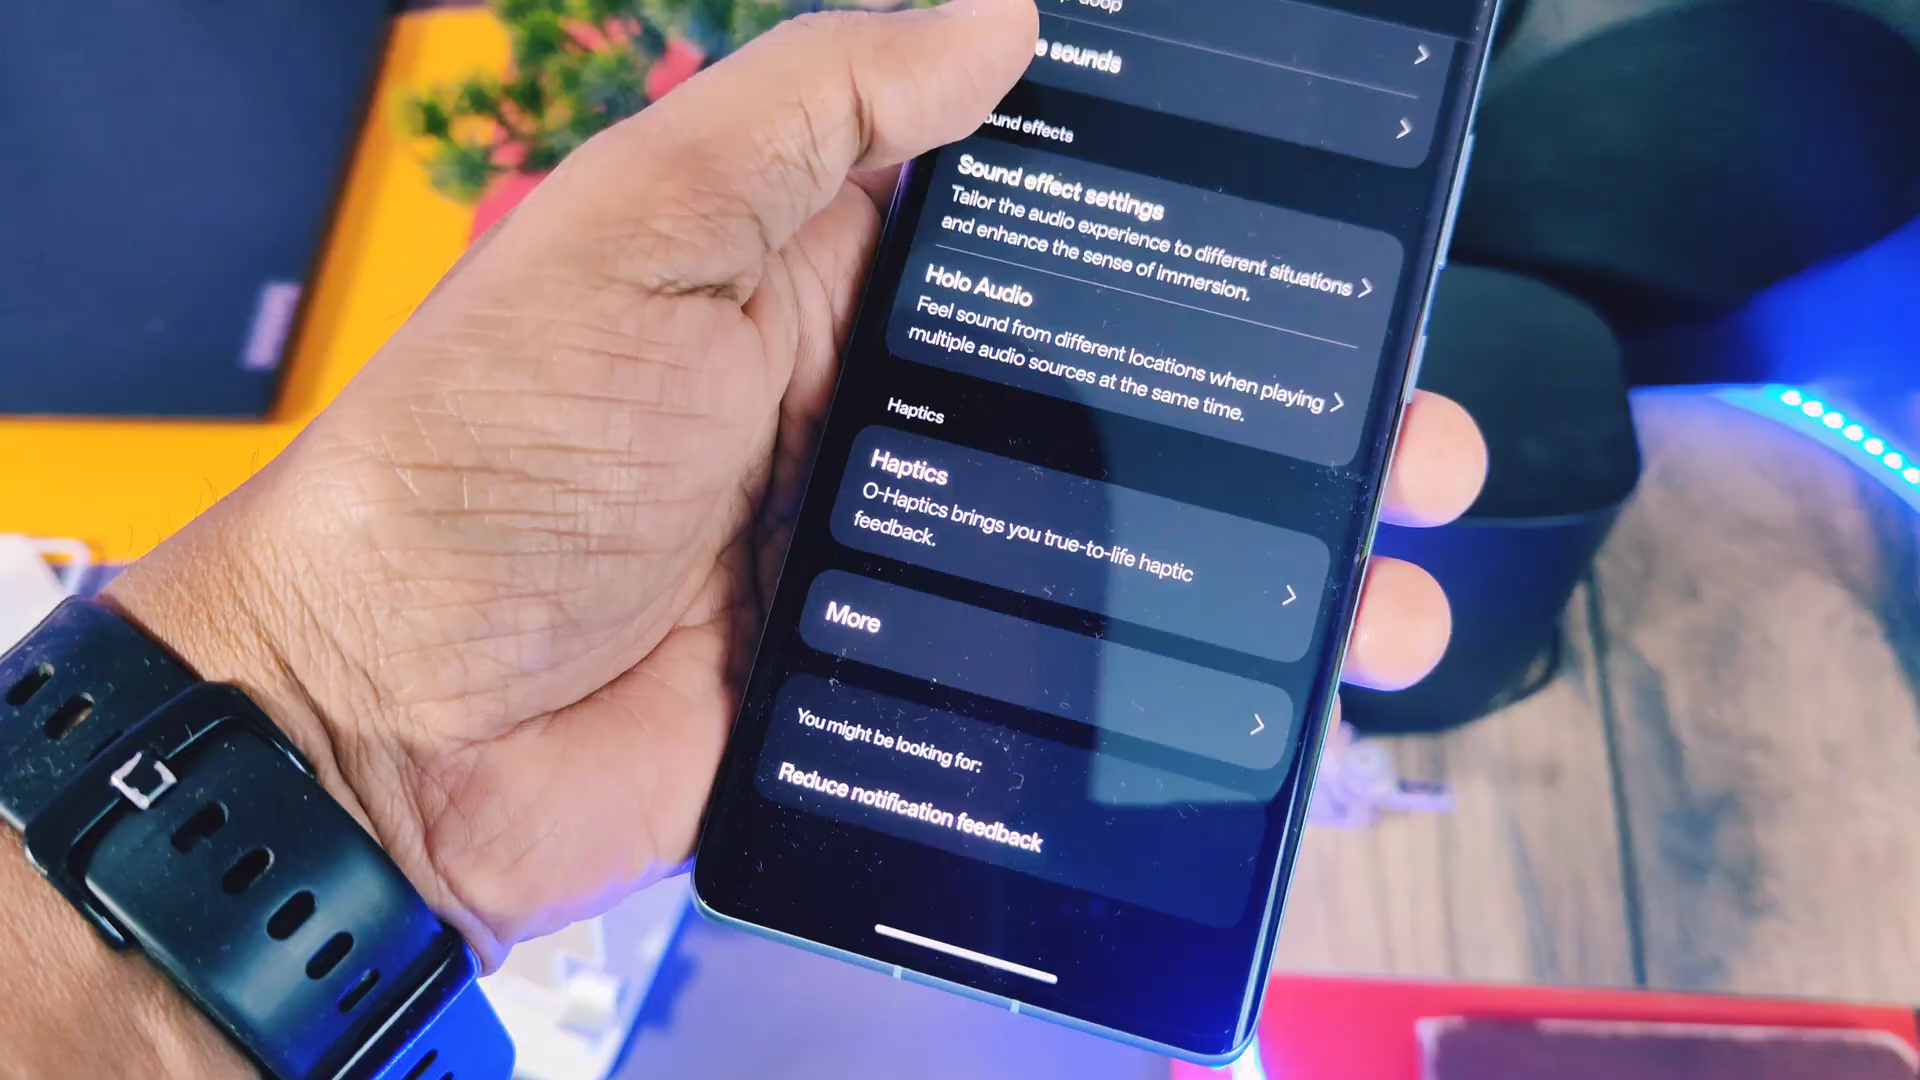 sounds
effects
Sound effect settings
Tailor the audio experience to different situations
and enhance the sense of immersion.
Holo Audio
Feel sound from different locations when playing
multiple audio sources at the same time.
Haptics
Haptics
O-Haptics brings you true-to-life haptic
feedback.
More
You might be looking for:
Reduce notification feedback